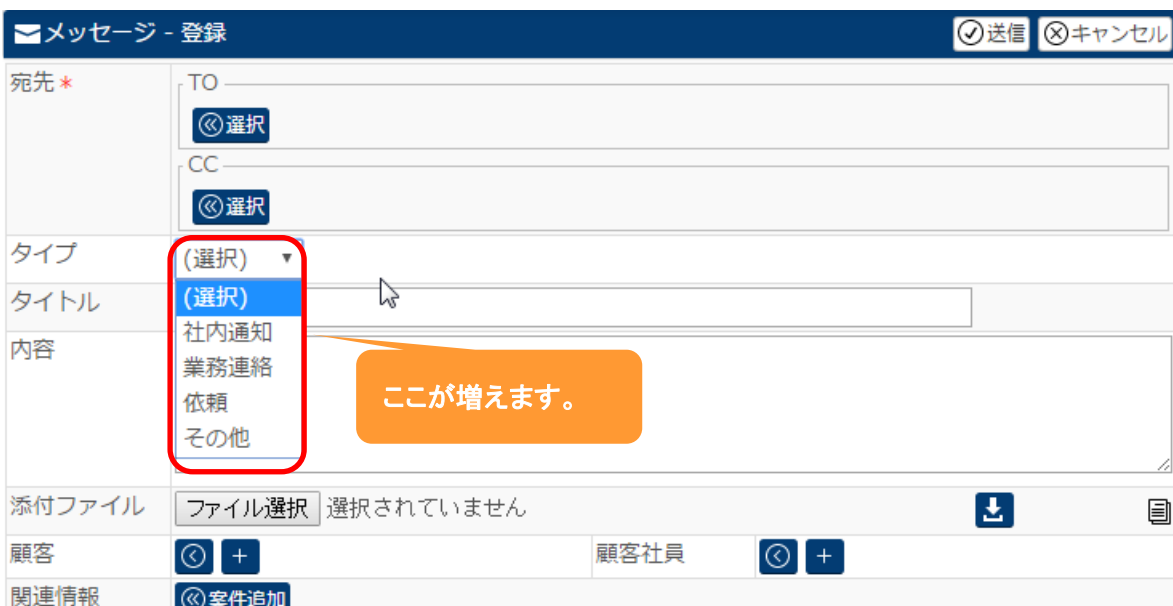 メッセージ - 登録
送信 キャンセル
宛先 *
TO
選択
CC
選択
タイプ
(選択) ▼
(選択)
社内通知
業務連絡
依頼
その他
タイトル
内容
ここが増えます。
添付ファイル ファイル選択 選択されていません
顧客 + 顧客社員 +
関連情報 案件追加